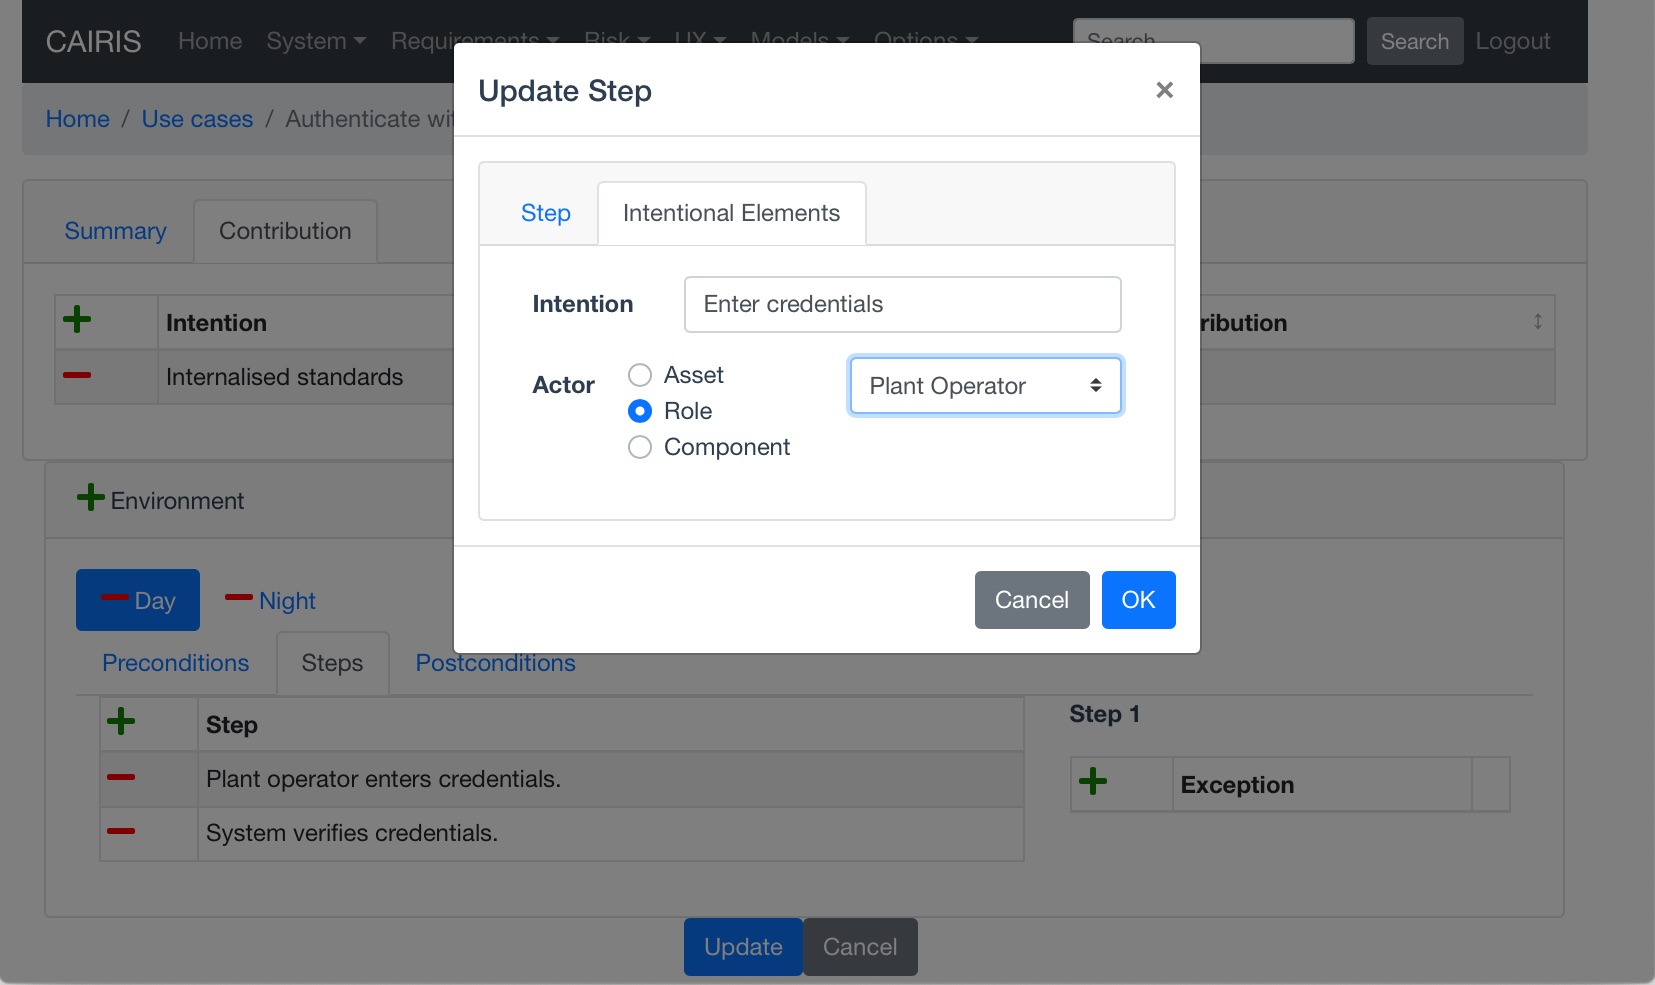 CAIRIS Home System Requirements Risk UX Models Options Search Search Logout
Home / Use cases / Authenticate wit
Update Step ×
Summary Contribution
Step Intentional Elements
Intention ribution
Internalised standards
Intention Enter credentials
Actor Asset Plant Operator
Role
Component
Cancel OK
Environment
Day Night
Preconditions Steps Postconditions
Step
Plant operator enters credentials.
System verifies credentials.
Step 1
Exception
Update Cancel